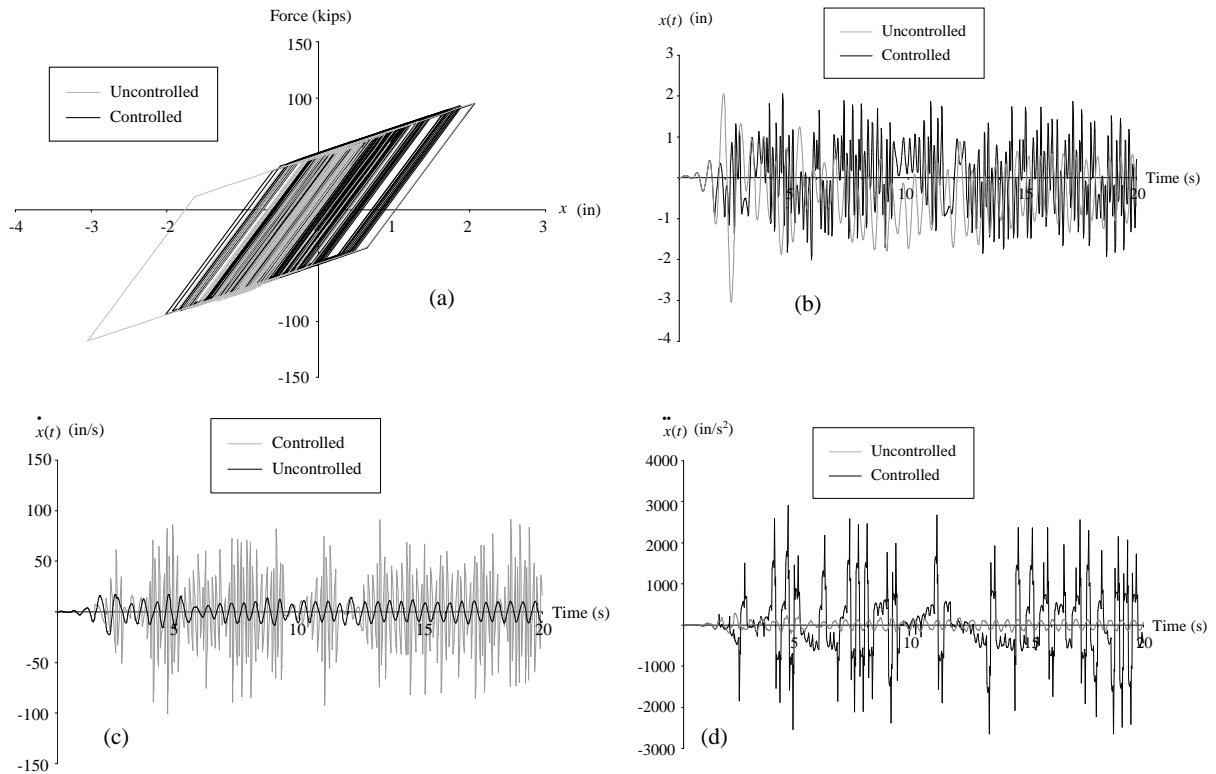 Force (kips)
150
100
-100
-150
-4
-3
-2
1
2
3
x (in)
Uncontrolled
Controlled
(a)
x(t) (in)
3
2
1
0
-1
-2
-3
-4
5
10
15
20
Time (s)
Uncontrolled
Controlled
(b)
ẋ(t) (in/s)
150
100
50
0
-50
-100
-150
5
10
15
20
Time (s)
Controlled
Uncontrolled
(c)
ẍ(t) (in/s²)
4000
3000
2000
1000
0
-1000
-2000
-3000
5
10
15
20
Time (s)
Uncontrolled
Controlled
(d)